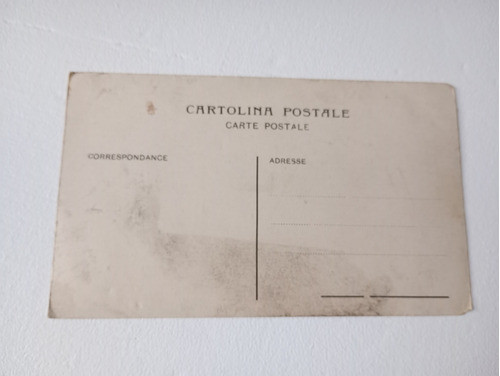 CARTOLINA POSTALE
CARTE POSTALE
CORRESPONDANCE
ADRESSE